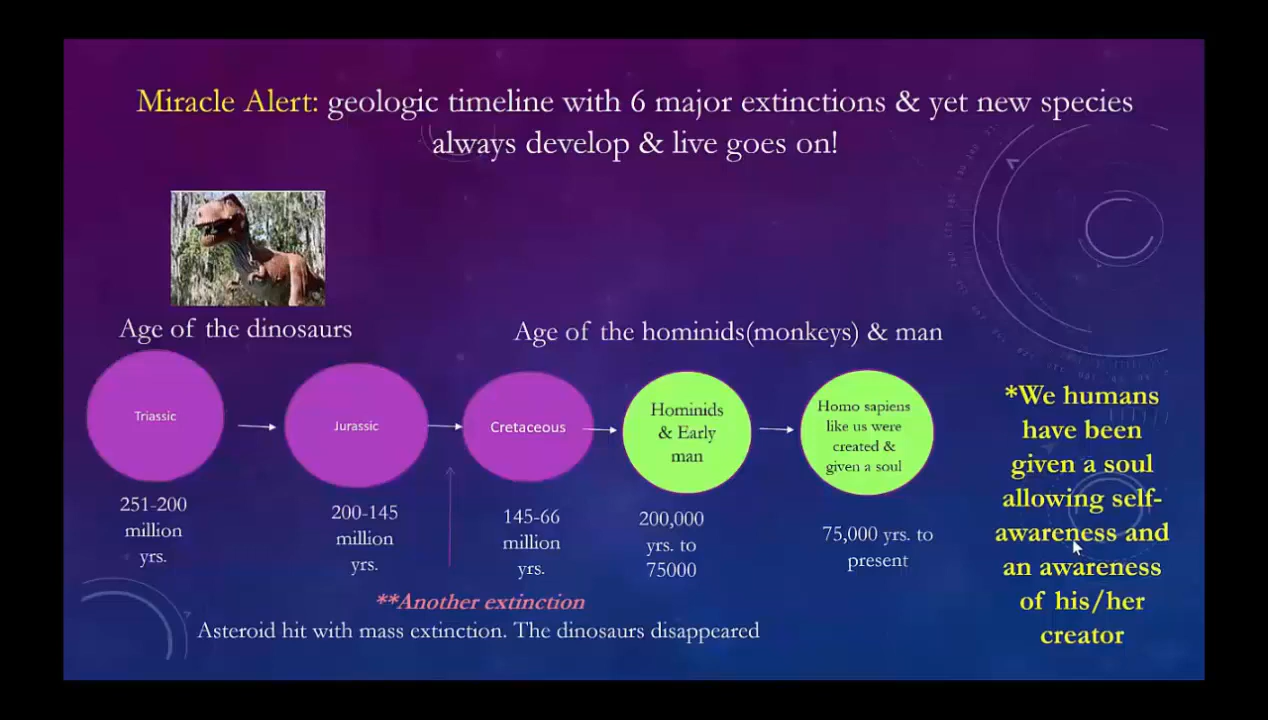 Miracle Alert: geologic timeline with 6 major extinctions & yet new species
always develop & live goes on!
Age of the dinosaurs
Age of the hominids(monkeys) & man
Triassic
Jurassic
Cretaceous
Hominids
& Early
man
Homo sapiens
like us were
created &
given a soul
251-200
million
yrs.
200-145
million
yrs.
145-66
million
yrs.
200,000
yrs. to
75000
75,000 yrs. to
present
*We humans
have been
given a soul
allowing self-
awareness and
an awareness
of his/her
creator
**Another extinction
Asteroid hit with mass extinction. The dinosaurs disappeared